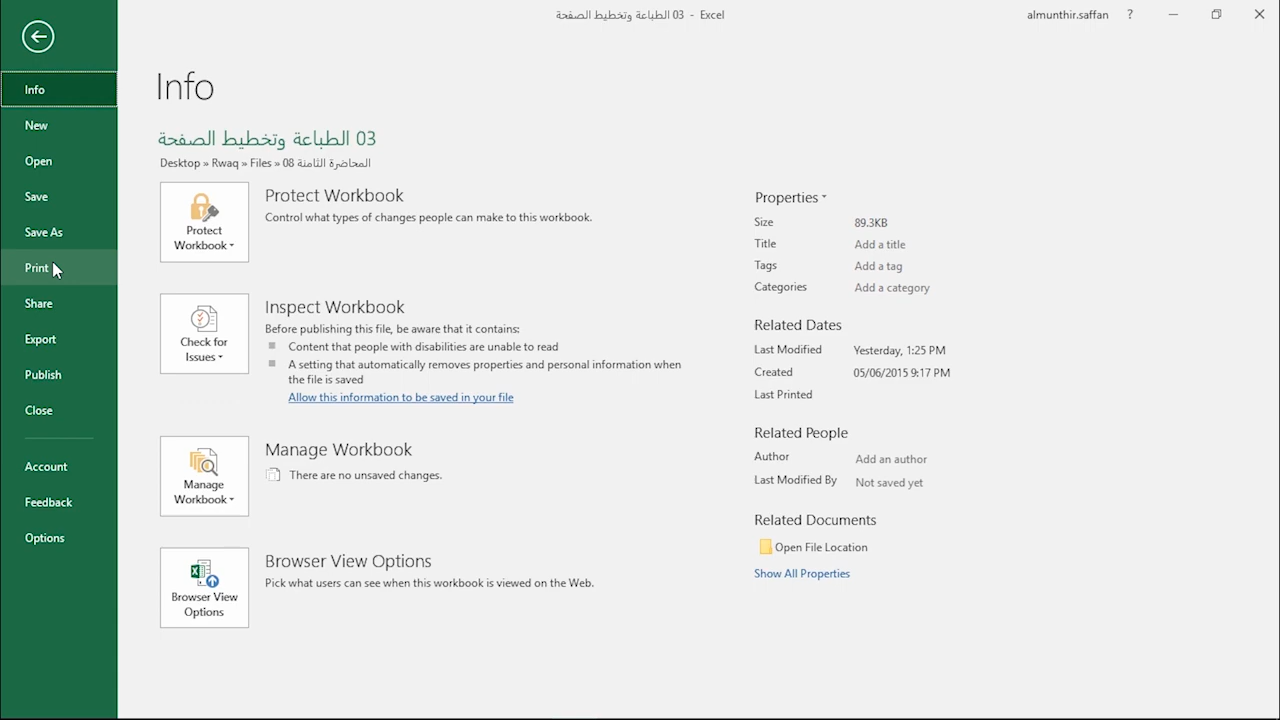 03 الطباعة وتخطيط الصفحة - Excel
almunthir.saffan ?
Info
New
Open
Save
Save As
Print
Share
Export
Publish
Close
Account
Feedback
Options
Info
03 الطباعة وتخطيط الصفحة
Desktop » Rwaq » Files » 08 المحاضرة الثامنة
Protect
Workbook
Protect Workbook
Control what types of changes people can make to this workbook.
Check for
Issues
Inspect Workbook
Before publishing this file, be aware that it contains:
Content that people with disabilities are unable to read
A setting that automatically removes properties and personal information when
the file is saved
Allow this information to be saved in your file
Manage
Workbook
Manage Workbook
There are no unsaved changes.
Browser View
Options
Browser View Options
Pick what users can see when this workbook is viewed on the Web.
Properties
Size 89.3KB
Title Add a title
Tags Add a tag
Categories Add a category
Related Dates
Last Modified Yesterday, 1:25 PM
Created 05/06/2015 9:17 PM
Last Printed
Related People
Author Add an author
Last Modified By Not saved yet
Related Documents
Open File Location
Show All Properties